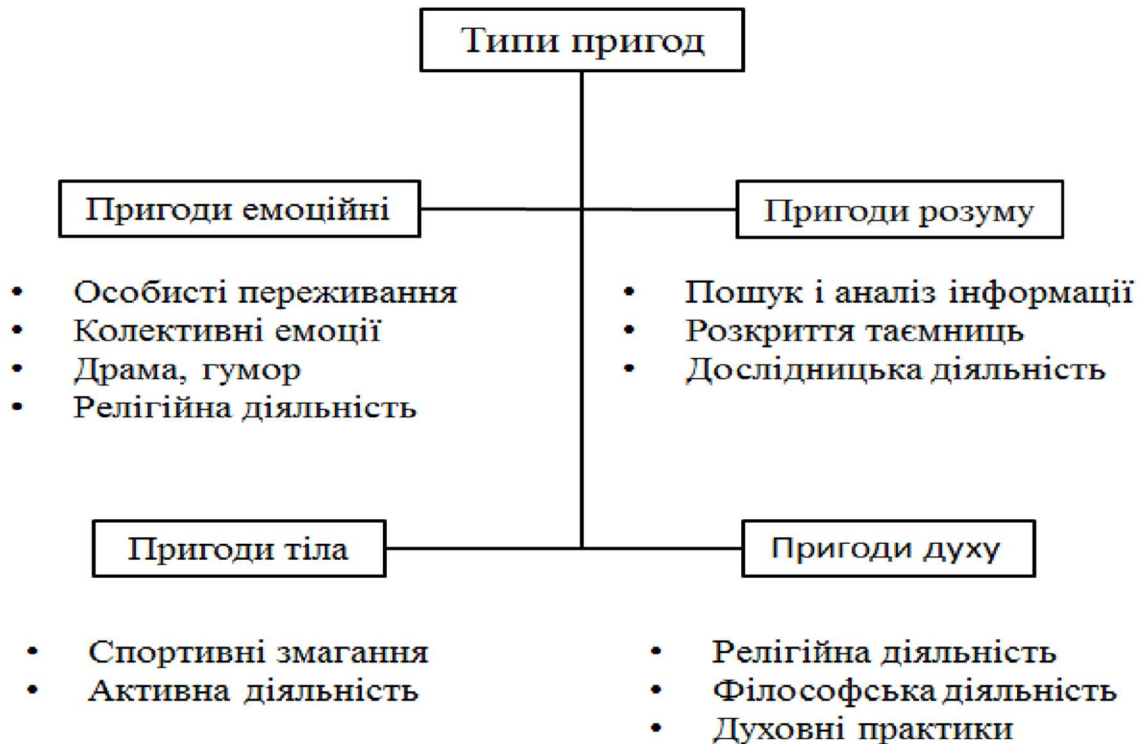 Типи пригод
Пригоди емоційні
• Особисті переживання
• Колективні емоції
• Драма, гумор
• Релігійна діяльність
Пригоди розуму
• Пошук і аналіз інформації
• Розкриття таємниць
• Дослідницька діяльність
Пригоди тіла
• Спортивні змагання
• Активна діяльність
Пригоди духу
• Релігійна діяльність
• Філософська діяльність
• Духовні практики